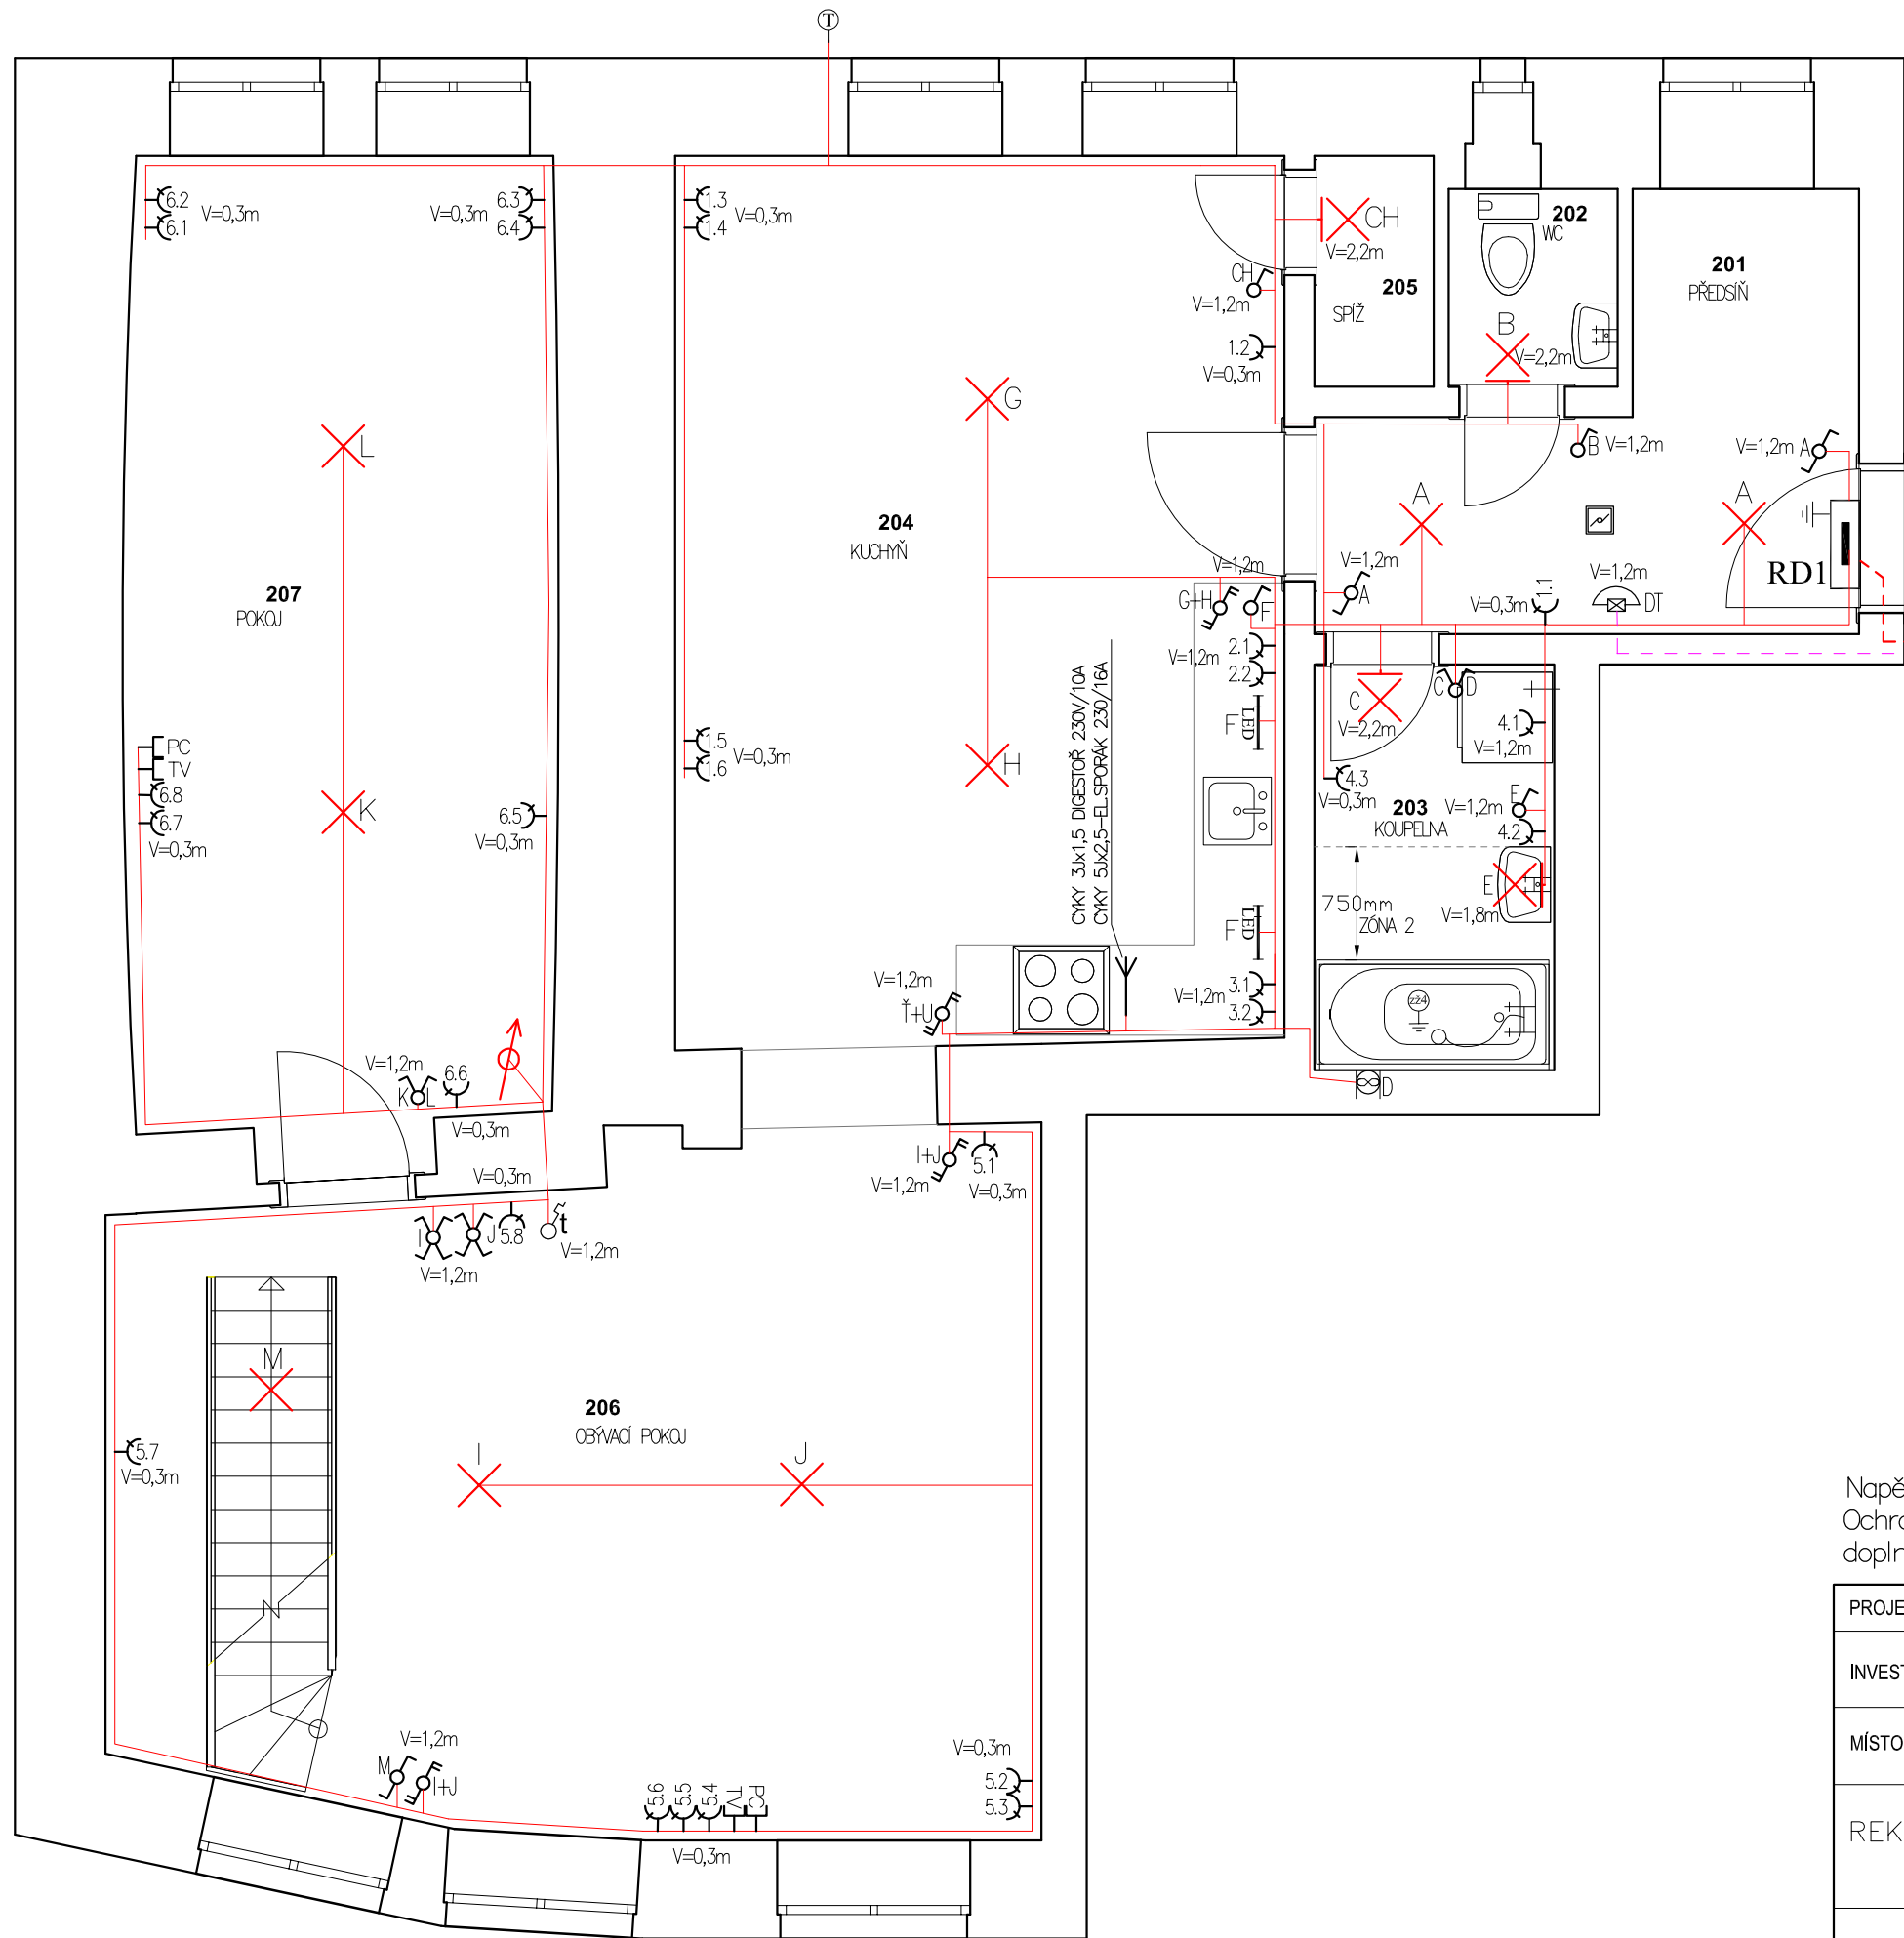 T
6.2
6.1
V=0,3m
6.3
6.4
V=0,3m
1.3
1.4
V=0,3m
CH
V=2,2m
CH
V=1,2m
205
SPÍŽ
202
WC
201
PŘEDSÍŇ
B
V=2,2m
1.2
V=0,3m
L
G
B V=1,2m
V=1,2m A
A
A
204
KUCHYŇ
V=1,2m
V=1,2m
V=1,2m
RD1
207
POKOJ
G+H
F
A
V=0,3m
1.1
DT
2.1
2.2
V=1,2m
CYKY 3Jx1,5 DIGESTOŘ 230V/10A
CYKY 5Jx2,5-EL.SPORÁK 230/16A
F
LED
C
V=2,2m
C D
4.1
V=1,2m
PC
TV
6.8
6.7
V=0,3m
1.5
1.6
V=0,3m
H
K
6.5
V=0,3m
4.3
V=0,3m
203
KOUPELNA
E
V=1,2m
4.2
E
V=1,8m
750mm
ZÓNA 2
F
LED
V=1,2m
Ť+U
3.1
3.2
V=1,2m
zž4
D
V=1,2m
K L
6.6
V=0,3m
V=0,3m
I+J
V=1,2m
5.1
V=0,3m
I
J
5.8
t
V=1,2m
V=1,2m
M
206
OBÝVACÍ POKOJ
I
J
5.7
V=0,3m
Napě
Ochro
dopln
PROJE
INVEST
MÍSTO
REK
V=1,2m
M
I+J
V=0,3m
5.2
5.3
5.6
5.5
5.4
TV
PC
V=0,3m